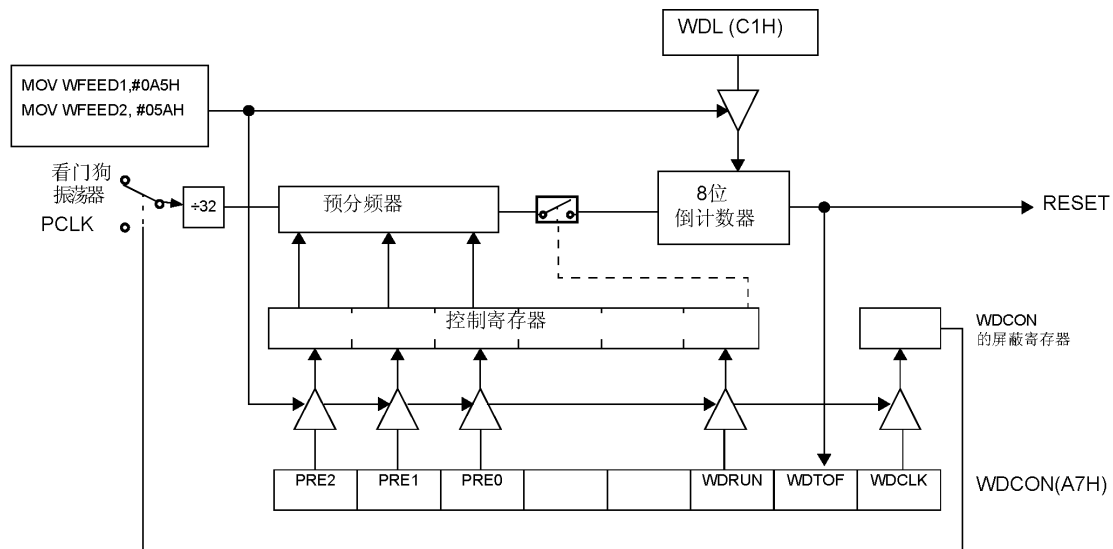 WDL (C1H)
MOV WFEED1,#0A5H
MOV WFEED2, #05AH
看门狗
振荡器
PCLK
÷32
预分频器
8位
倒计数器
RESET
控制寄存器
WDCON
的屏蔽寄存器
PRE2 PRE1 PRE0 WDRUN WDTOF WDCLK
WDCON(A7H)